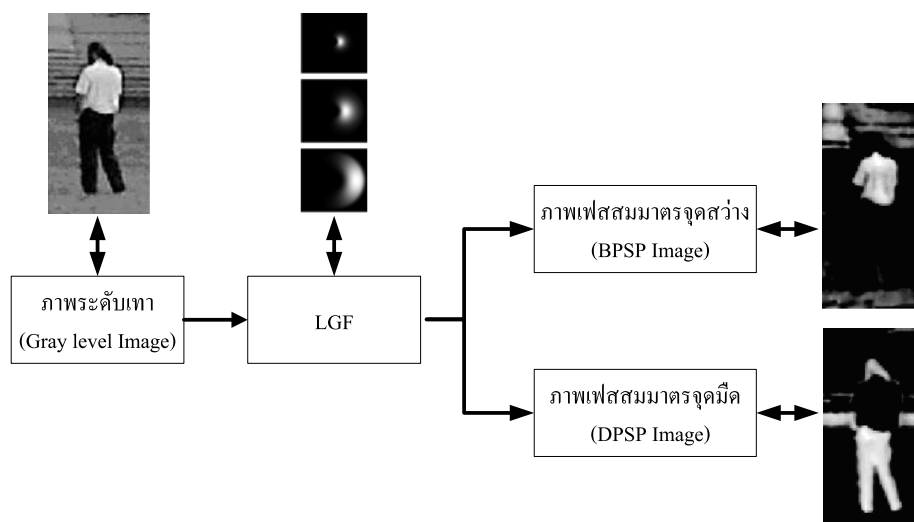 ภาพระดับเทา
(Gray level Image)
LGF
ภาพเฟสสมมาตรจุดสว่าง
(BPSP Image)
ภาพเฟสสมมาตรจุดมืด
(DPSP Image)